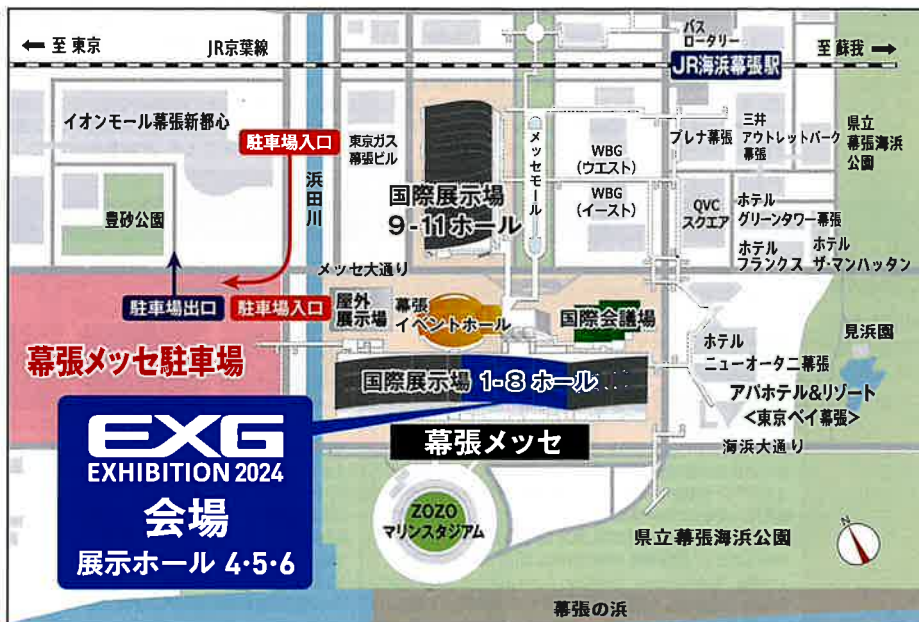 ← 至 東京
JR京葉線
バス
ロータリー
至 蘇我 →
JR海浜幕張駅
イオンモール幕張新都心
駐車場入口
浜田川
東京ガス
幕張ビル
国際展示場
9-11ホール
メッセモール
WBG
(ウエスト)
WBG
(イースト)
プレナ幕張
三井
アウトレットパーク
幕張
県立
幕張海浜
公園
豊砂公園
QVC
スクエア
ホテル
グリーンタワー幕張
ホテル
フランクス
ホテル
ザ・マンハッタン
メッセ大通り
駐車場出口
駐車場入口
屋外
展示場
幕張
イベントホール
国際会議場
見浜園
幕張メッセ駐車場
ホテル
ニューオータニ幕張
国際展示場 1-8 ホール
アパホテル&リゾート
<東京ベイ幕張>
EXG
EXHIBITION 2024
会場
展示ホール 4・5・6
幕張メッセ
海浜大通り
ZOZO
マリンスタジアム
県立幕張海浜公園
N
幕張の浜